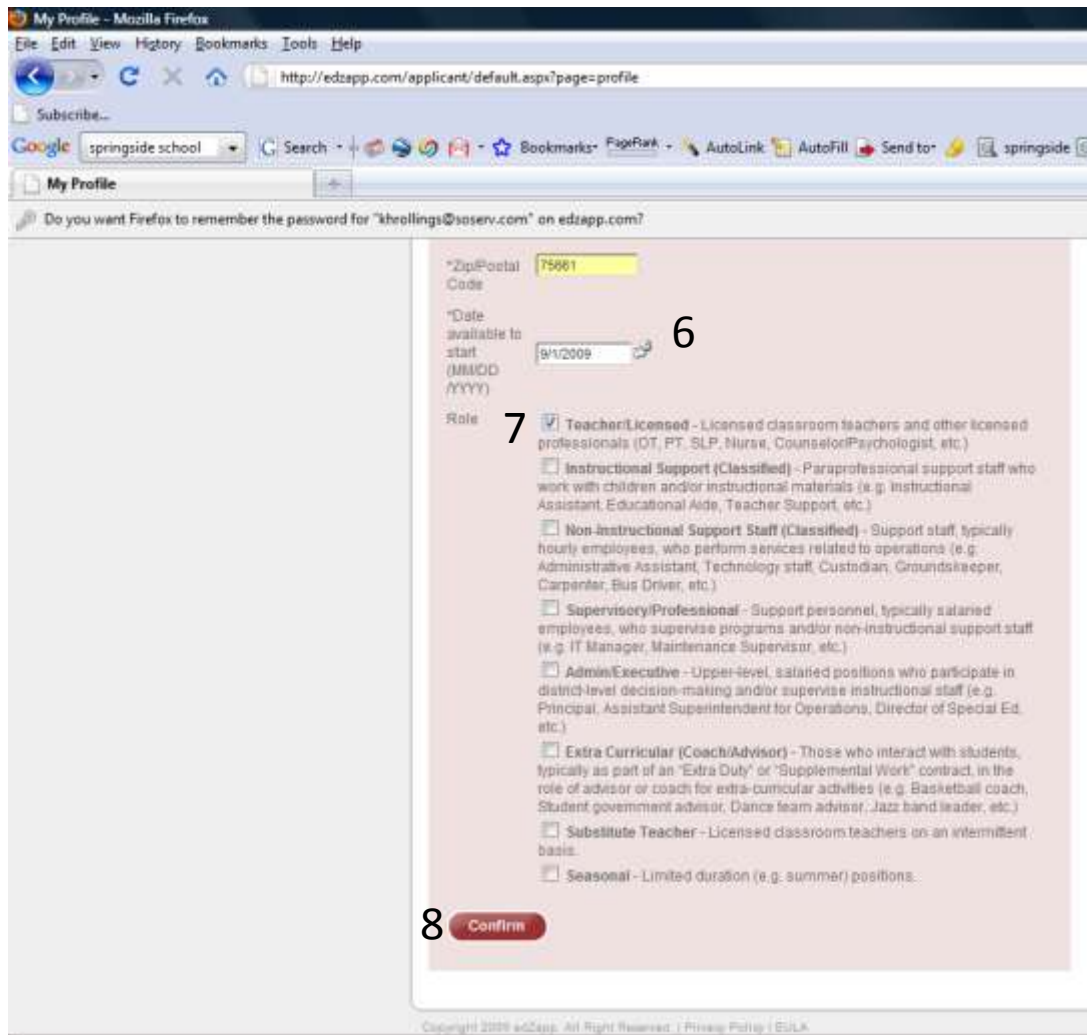 My Profile - Mozilla Firefox
File Edit View History Bookmarks Tools Help
http://edzapp.com/applicant/default.aspx?page=profile
Subscribe...
Google springside school Search Bookmarks PageRank AutoLink AutoFill Send to springside
My Profile
Do you want Firefox to remember the password for "khrollings@soserv.com" on edzapp.com?
*Zip/Postal Code 75661
*Date
available to
start
(MM/DD
/YYYY)
9/1/2009
6
Role
7
Teacher/Licensed - Licensed classroom teachers and other licensed
professionals (OT, PT, SLP, Nurse, Counselor/Psychologist, etc.)
Instructional Support (Classified) - Paraprofessional support staff who
work with children and/or instructional materials (e.g. Instructional
Assistant, Educational Aide, Teacher Support, etc.)
Non-Instructional Support Staff (Classified) - Support staff, typically
hourly employees, who perform services related to operations (e.g.
Administrative Assistant, Technology staff, Custodian, Groundskeeper,
Carpenter, Bus Driver, etc.)
Supervisory/Professional - Support personnel, typically salaried
employees, who supervise programs and/or non-instructional support staff
(e.g. IT Manager, Maintenance Supervisor, etc.)
Admin/Executive - Upper-level, salaried positions who participate in
district-level decision-making and/or supervise instructional staff (e.g.
Principal, Assistant Superintendent for Operations, Director of Special Ed,
etc.)
Extra Curricular (Coach/Advisor) - Those who interact with students,
typically as part of an "Extra Duty" or "Supplemental Work" contract, in the
role of advisor or coach for extra-curricular activities (e.g. Basketball coach,
Student government advisor, Dance team advisor, Jazz band leader, etc.)
Substitute Teacher - Licensed classroom teachers on an intermittent
basis.
Seasonal - Limited duration (e.g. summer) positions.
8 Confirm
Copyright 2009 edZapp. All Right Reserved. | Privacy Policy | EULA